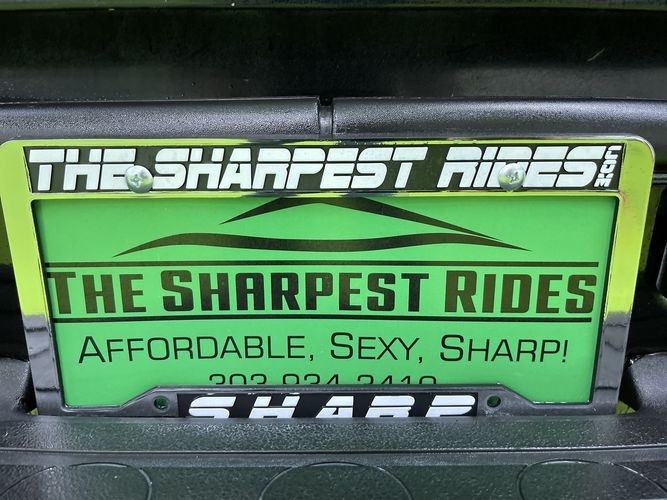 THE SHARPEST RIDES.COM
THE SHARPEST RIDES
AFFORDABLE, SEXY, SHARP!
SHARP